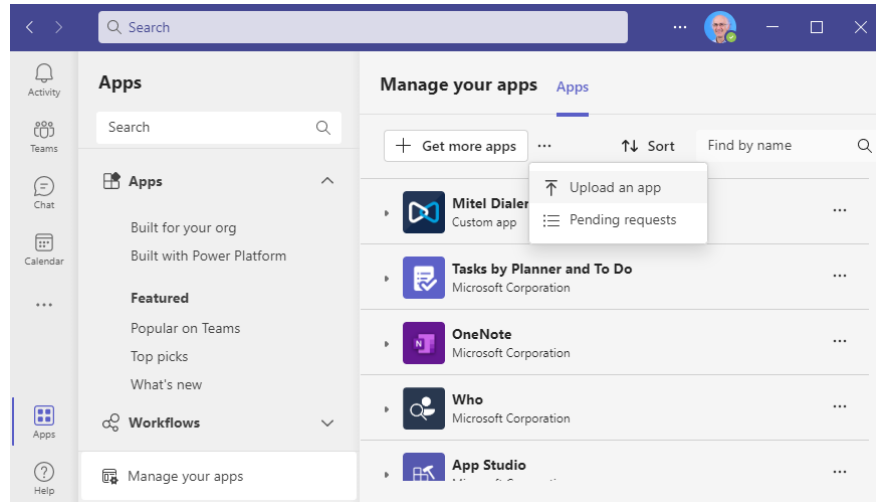 Search
Activity
Teams
Chat
Calendar
Apps
Help
Apps
Search
Apps
Built for your org
Built with Power Platform
Featured
Popular on Teams
Top picks
What's new
Workflows
Manage your apps
Manage your apps Apps
Get more apps
Sort
Find by name
Upload an app
Pending requests
Mitel Dialer
Custom app
Tasks by Planner and To Do
Microsoft Corporation
OneNote
Microsoft Corporation
Who
Microsoft Corporation
App Studio